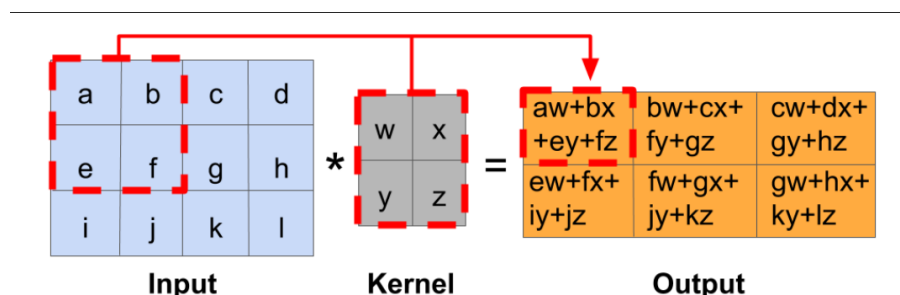 a b c d
e f g h
i j k l
*
w x
y z
=
aw+bx
+ey+fz
bw+cx+
fy+gz
cw+dx+
gy+hz
ew+fx+
iy+jz
fw+gx+
jy+kz
gw+hx+
ky+lz
Input
Kernel
Output